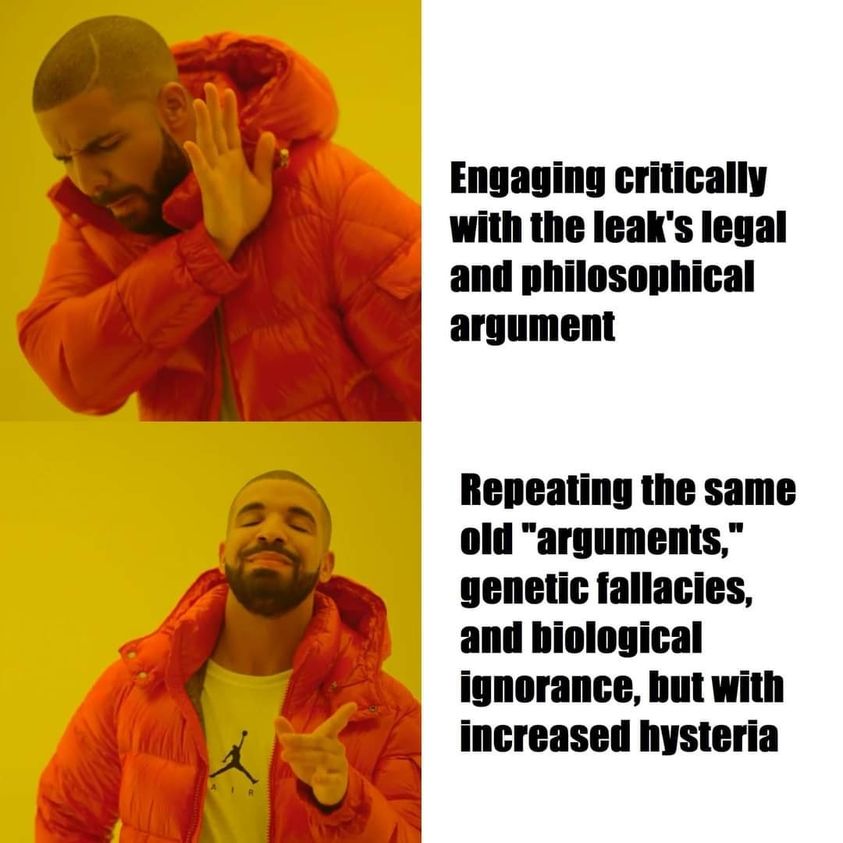 Engaging critically
with the leak's legal
and philosophical
argument
Repeating the same
old "arguments,"
genetic fallacies,
and biological
ignorance, but with
increased hysteria
A I R